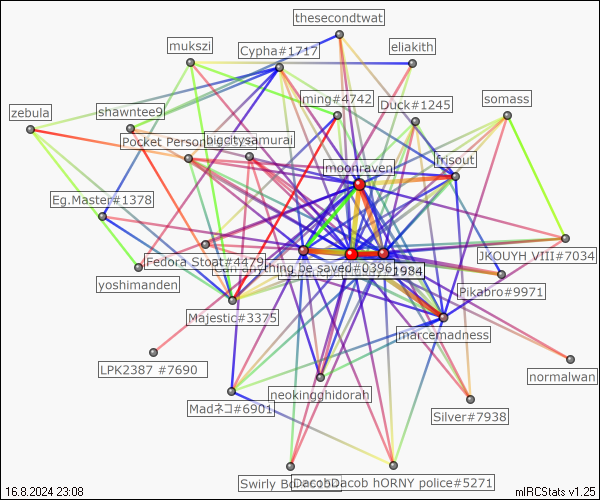 thesecondtwat
mukszi
Cypha#1717
eliakith
ming#4742
Duck#1245
somass
zebula
shawntee9
Pocket Person
bigcitysamurai
moonraven
frisout
Eg.Master#1378
Fedora Stoat#4479
Can anything be saved#0396
1984
JKOUYH VIII#7034
yoshimanden
Pikabro#9971
Majestic#3375
marcemadness
LPK2387 #7690
normalwan
Madネコ#6901
neokingghidorah
Silver#7938
Swirly Bo
DacobDacob hORNY police#5271
16.8.2024 23:08
mIRCStats v1.25